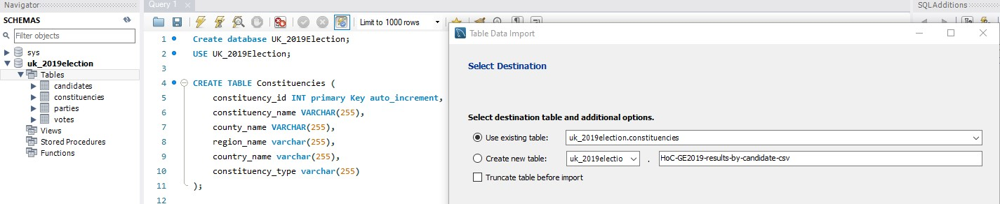 Navigator
SCHEMAS
Filter objects
sys
uk_2019election
Tables
candidates
constituencies
parties
votes
Views
Stored Procedures
Functions
Query 1
Limit to 1000 rows
1 Create database UK_2019Election;
2 USE UK_2019Election;
3
4 CREATE TABLE Constituencies (
5 constituency_id INT primary Key auto_increment,
6 constituency_name VARCHAR(255),
7 county_name VARCHAR(255),
8 region_name varchar(255),
9 country_name varchar(255),
10 constituency_type varchar(255)
11 );
12
SQLAdditions
Table Data Import
Select Destination
Select destination table and additional options.
Use existing table: uk_2019election.constituencies
Create new table: uk_2019electio . HoC-GE2019-results-by-candidate-csv
Truncate table before import